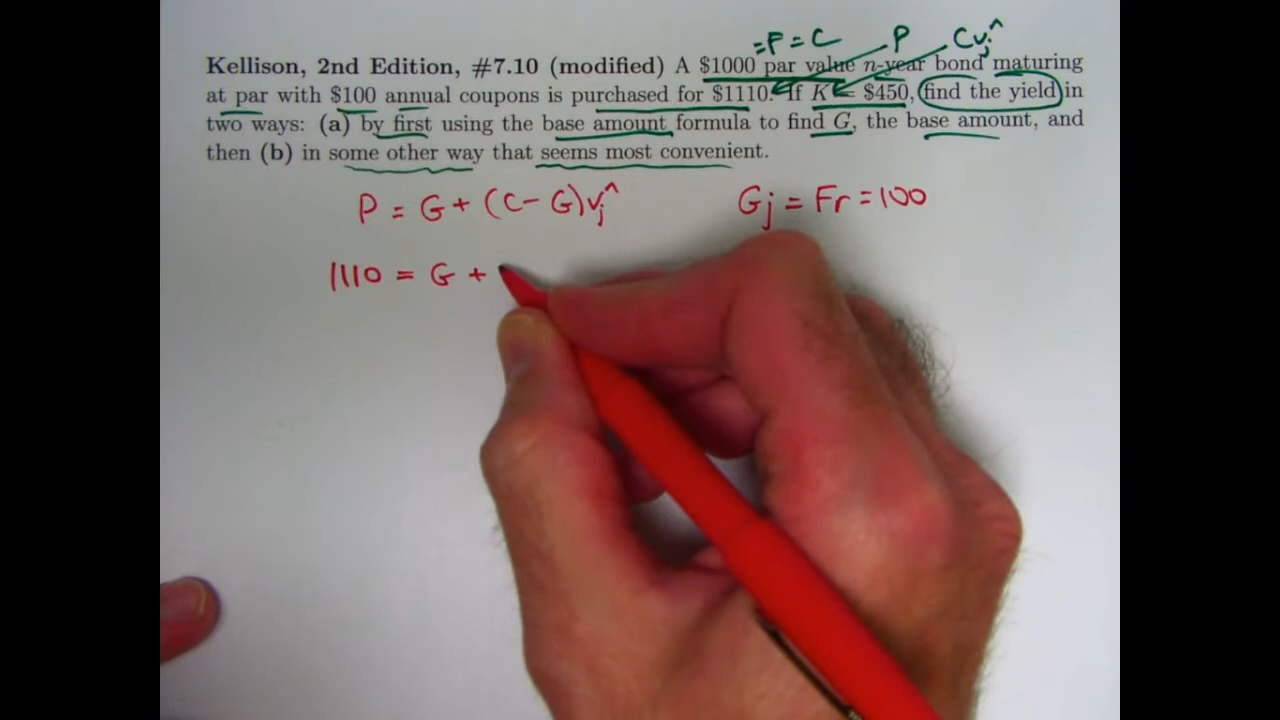 =F=C P Cvⱼⁿ
Kellison, 2nd Edition, #7.10 (modified) A $1000 par value n-year bond maturing
at par with $100 annual coupons is purchased for $1110. If K = $450, find the yield in
two ways: (a) by first using the base amount formula to find G, the base amount, and
then (b) in some other way that seems most convenient.
P = G + (C - G)vⱼⁿ Gj = Fr = 100
1110 = G +